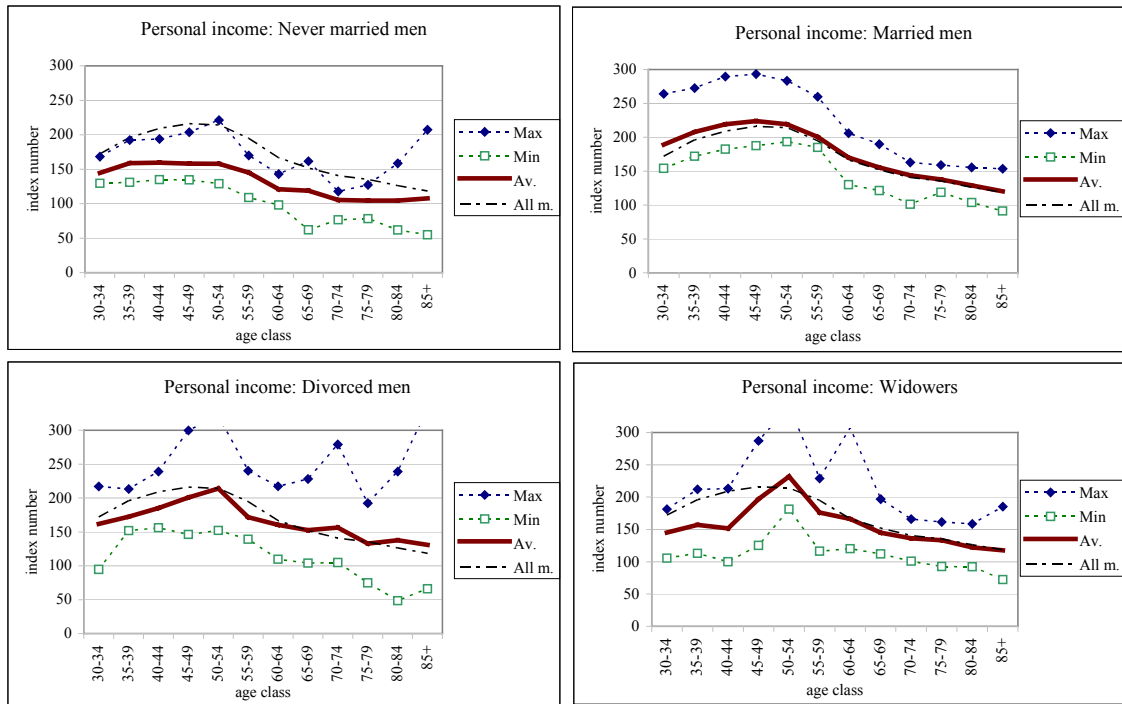 Personal income: Never married men
300
250
200
150
100
50
0
index number
30-34
35-39
40-44
45-49
50-54
55-59
60-64
65-69
70-74
75-79
80-84
85+
age class
Max
Min
Av.
All m.
Personal income: Married men
300
250
200
150
100
50
0
index number
30-34
35-39
40-44
45-49
50-54
55-59
60-64
65-69
70-74
75-79
80-84
85+
age class
Max
Min
Av.
All m.
Personal income: Divorced men
300
250
200
150
100
50
0
index number
30-34
35-39
40-44
45-49
50-54
55-59
60-64
65-69
70-74
75-79
80-84
85+
age class
Max
Min
Av.
All m.
Personal income: Widowers
300
250
200
150
100
50
0
index number
30-34
35-39
40-44
45-49
50-54
55-59
60-64
65-69
70-74
75-79
80-84
85+
age class
Max
Min
Av.
All m.